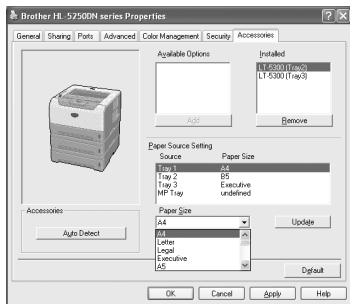 Brother HL-5250DN series Properties
General Sharing Ports Advanced Color Management Security Accessories
Available Options
Installed
LT-5300 (Tray2)
LT-5300 (Tray3)
Add
Remove
Paper Source Setting
Source Paper Size
Tray 1 A4
Tray 2 B5
Tray 3 Executive
MP Tray undefined
Accessories
Auto Detect
Paper Size
A4
Update
A4
Letter
Legal
Executive
A5
Default
OK Cancel Apply Help